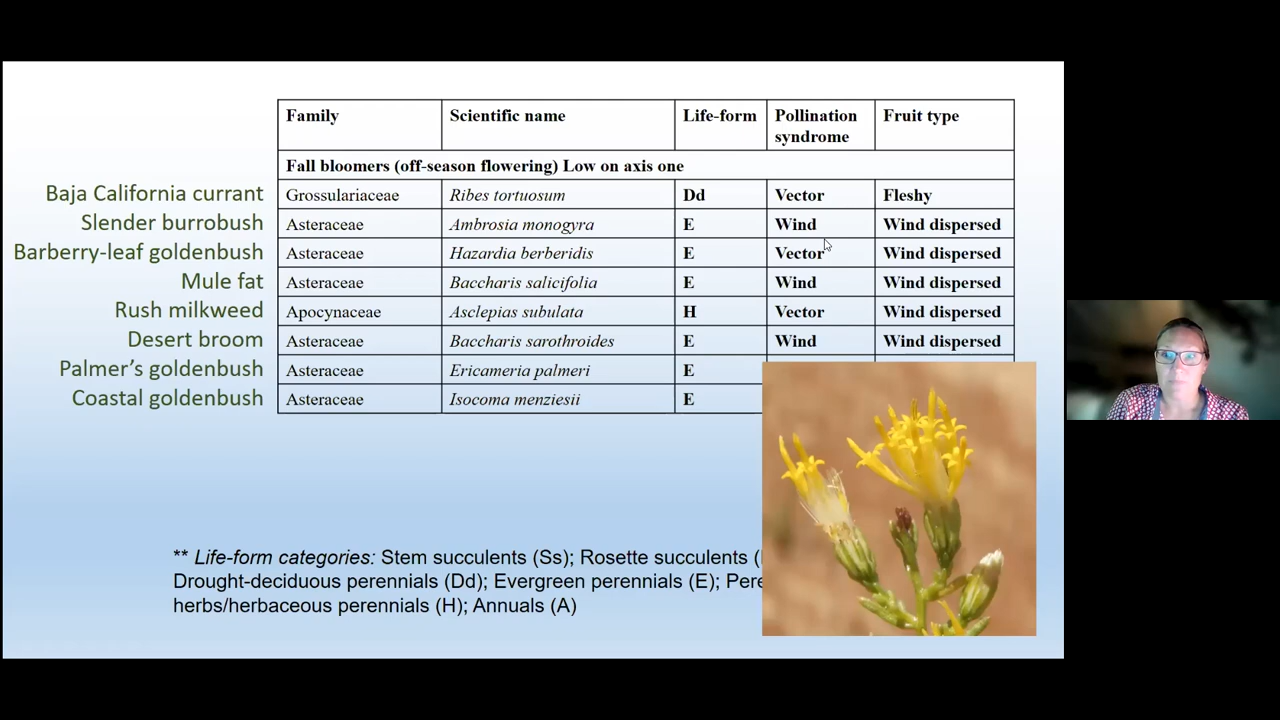 Family Scientific name Life-form Pollination syndrome Fruit type
Fall bloomers (off-season flowering) Low on axis one
Baja California currant Grossulariaceae Ribes tortuosum Dd Vector Fleshy
Slender burrobush Asteraceae Ambrosia monogyra E Wind Wind dispersed
Barberry-leaf goldenbush Asteraceae Hazardia berberidis E Vector Wind dispersed
Mule fat Asteraceae Baccharis salicifolia E Wind Wind dispersed
Rush milkweed Apocynaceae Asclepias subulata H Vector Wind dispersed
Desert broom Asteraceae Baccharis sarothroides E Wind Wind dispersed
Palmer’s goldenbush Asteraceae Ericameria palmeri E
Coastal goldenbush Asteraceae Isocoma menziesii E
** Life-form categories: Stem succulents (Ss); Rosette succulents (
Drought-deciduous perennials (Dd); Evergreen perennials (E); Pere
herbs/herbaceous perennials (H); Annuals (A)